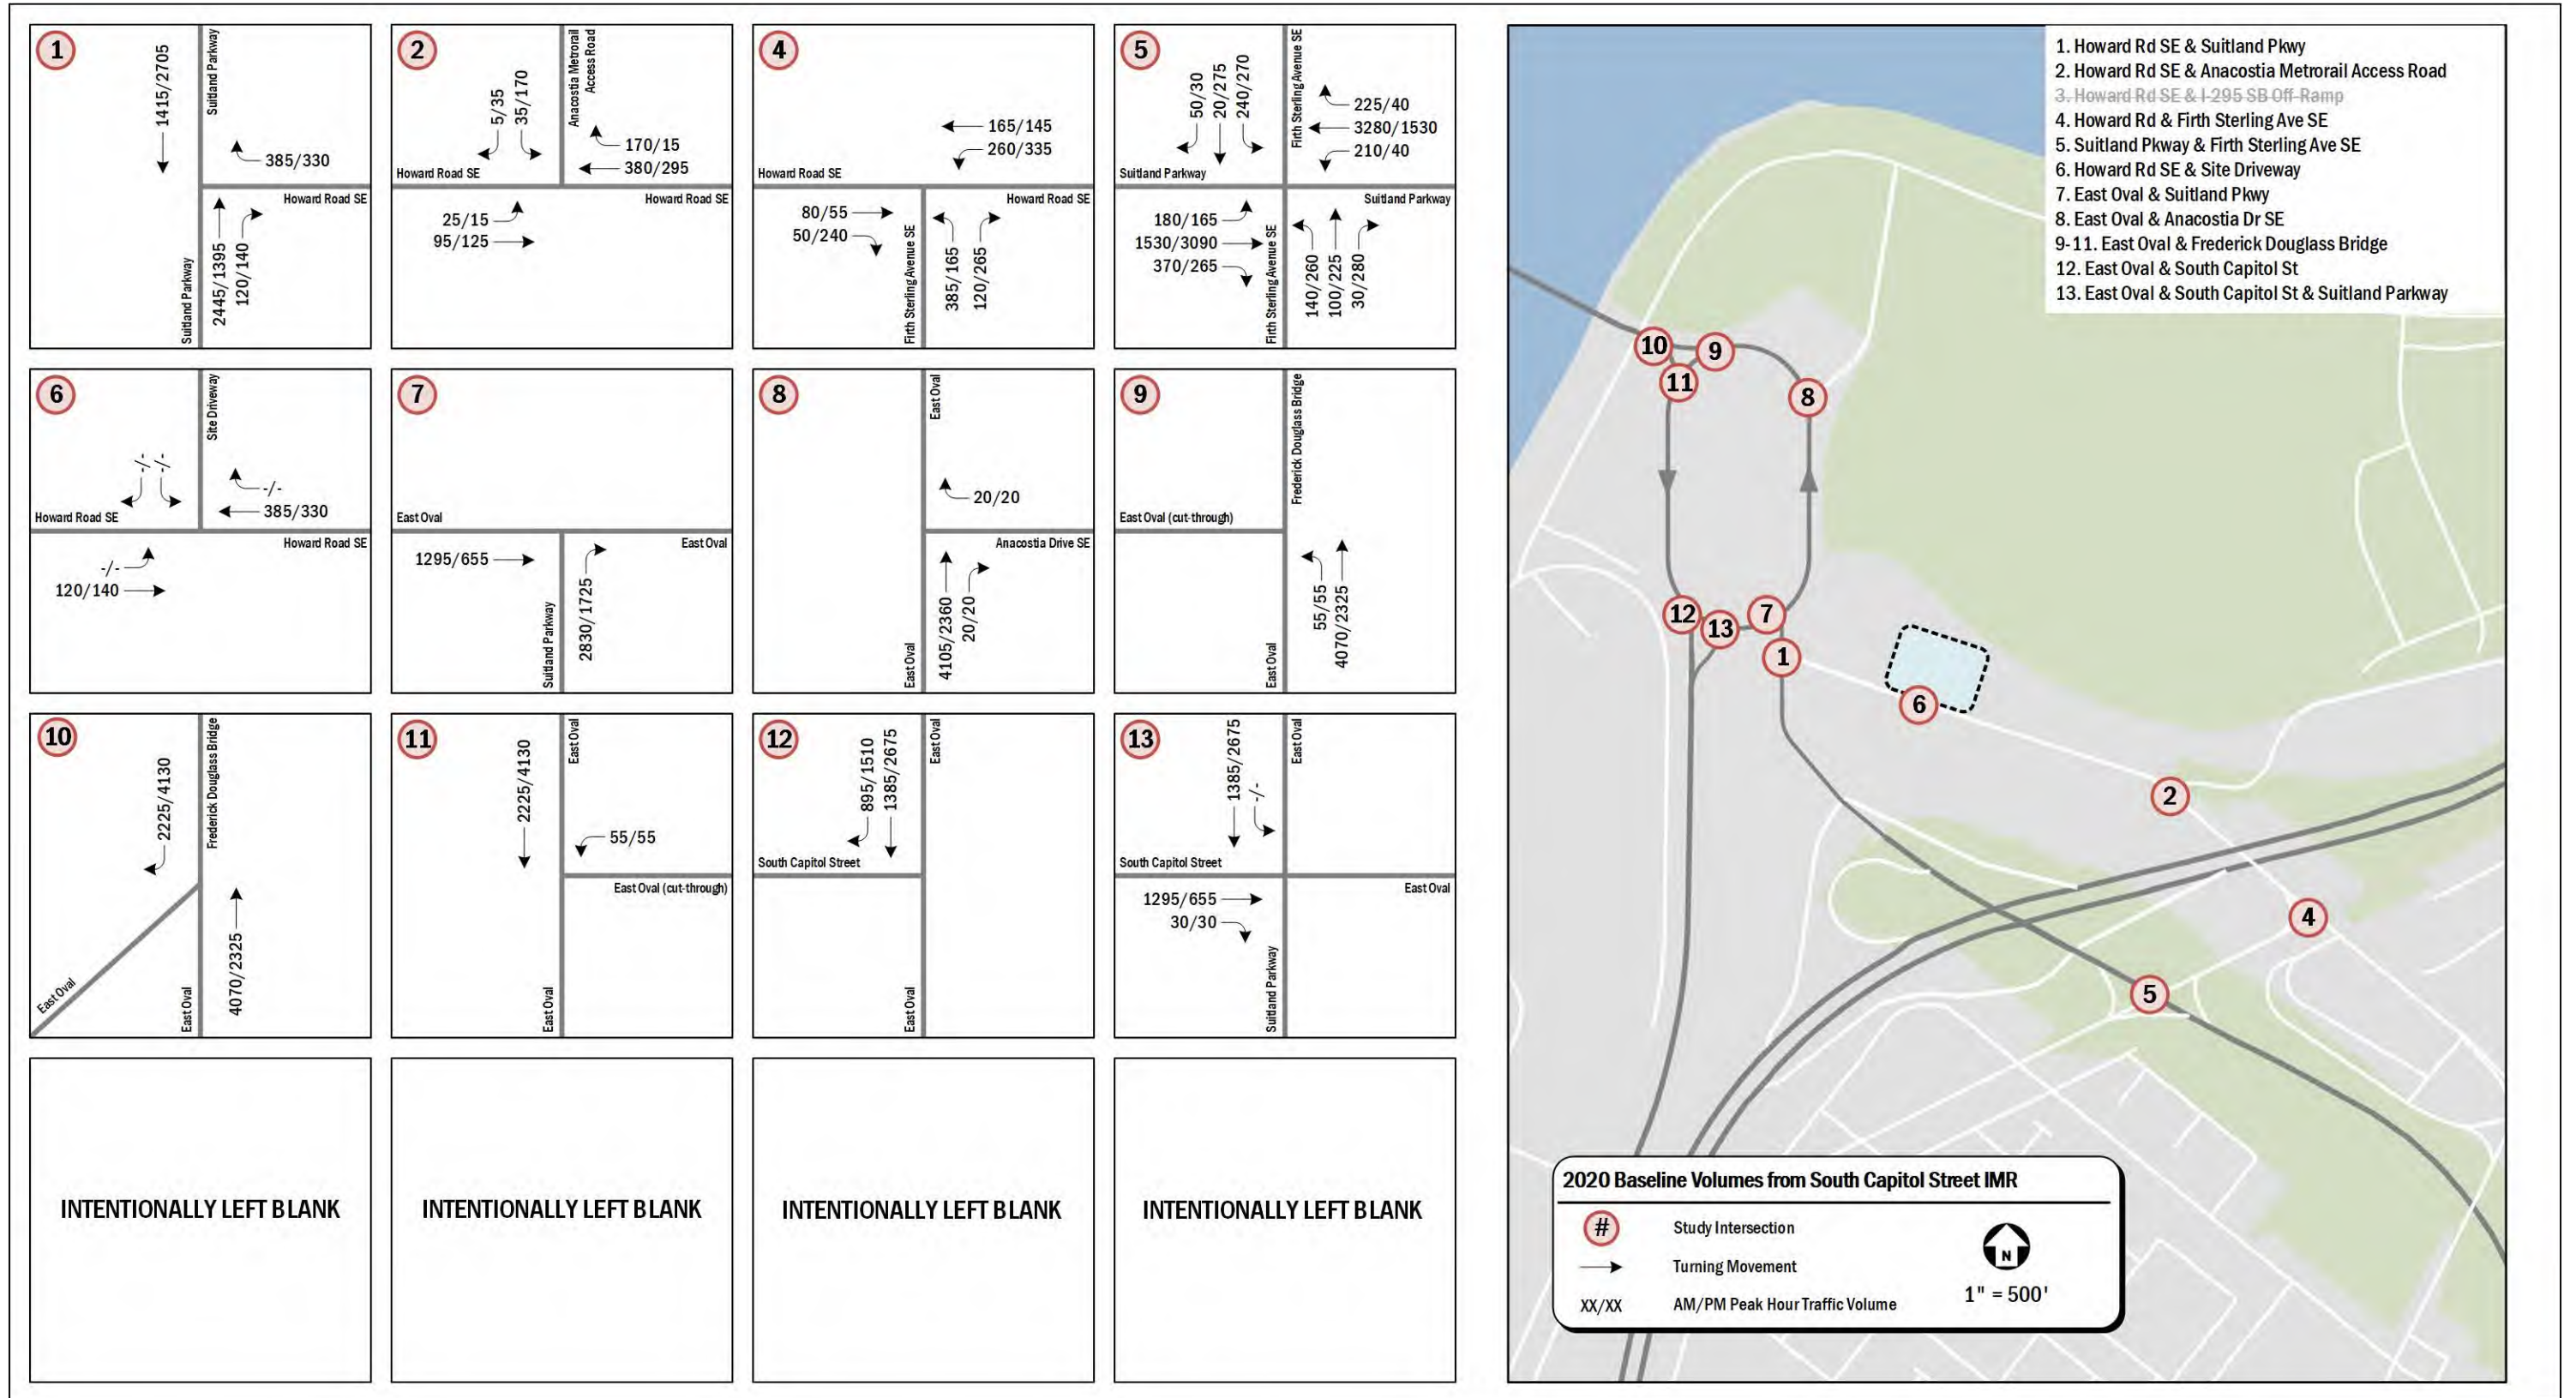 1
1415/2705
Suitland Parkway
385/330
Howard Road SE
Suitland Parkway
2445/1395
120/140
2
5/35
35/170
Anacostia Metrorail
Access Road
170/15
380/295
Howard Road SE
Howard Road SE
25/15
95/125
4
165/145
260/335
Howard Road SE
Howard Road SE
80/55
50/240
Firth Sterling Avenue SE
385/165
120/265
5
50/30
20/275
240/270
Firth Sterling Avenue SE
225/40
3280/1530
210/40
Suitland Parkway
Suitland Parkway
180/165
1530/3090
370/265
Firth Sterling Avenue SE
140/260
100/225
30/280
6
-/-
-/-
Site Driveway
-/-
385/330
Howard Road SE
Howard Road SE
-/-
120/140
7
East Oval
East Oval
1295/655
Suitland Parkway
2830/1725
8
East Oval
20/20
Anacostia Drive SE
East Oval
4105/2360
20/20
9
Frederick Douglass Bridge
East Oval (cut-through)
East Oval
55/55
4070/2325
10
2225/4130
Frederick Douglass Bridge
East Oval
East Oval
4070/2325
11
2225/4130
East Oval
55/55
East Oval (cut-through)
East Oval
12
895/1510
1385/2675
East Oval
South Capitol Street
East Oval
13
1385/2675
-/-
East Oval
South Capitol Street
East Oval
1295/655
30/30
Suitland Parkway
INTENTIONALLY LEFT BLANK
INTENTIONALLY LEFT BLANK
INTENTIONALLY LEFT BLANK
INTENTIONALLY LEFT BLANK
1. Howard Rd SE & Suitland Pkwy
2. Howard Rd SE & Anacostia Metrorail Access Road
3. Howard Rd SE & I-295 SB Off-Ramp
4. Howard Rd & Firth Sterling Ave SE
5. Suitland Pkway & Firth Sterling Ave SE
6. Howard Rd SE & Site Driveway
7. East Oval & Suitland Pkwy
8. East Oval & Anacostia Dr SE
9-11. East Oval & Frederick Douglass Bridge
12. East Oval & South Capitol St
13. East Oval & South Capitol St & Suitland Parkway
10
9
11
8
12
13
7
1
6
2
4
5
2020 Baseline Volumes from South Capitol Street IMR
#
Study Intersection
Turning Movement
XX/XX
AM/PM Peak Hour Traffic Volume
N
1" = 500'